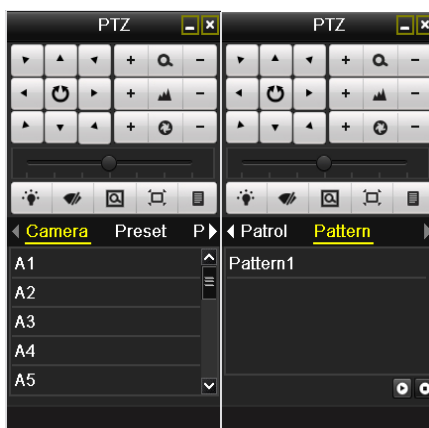 PTZ
Camera Preset P
A1
A2
A3
A4
A5
PTZ
Patrol Pattern
Pattern1